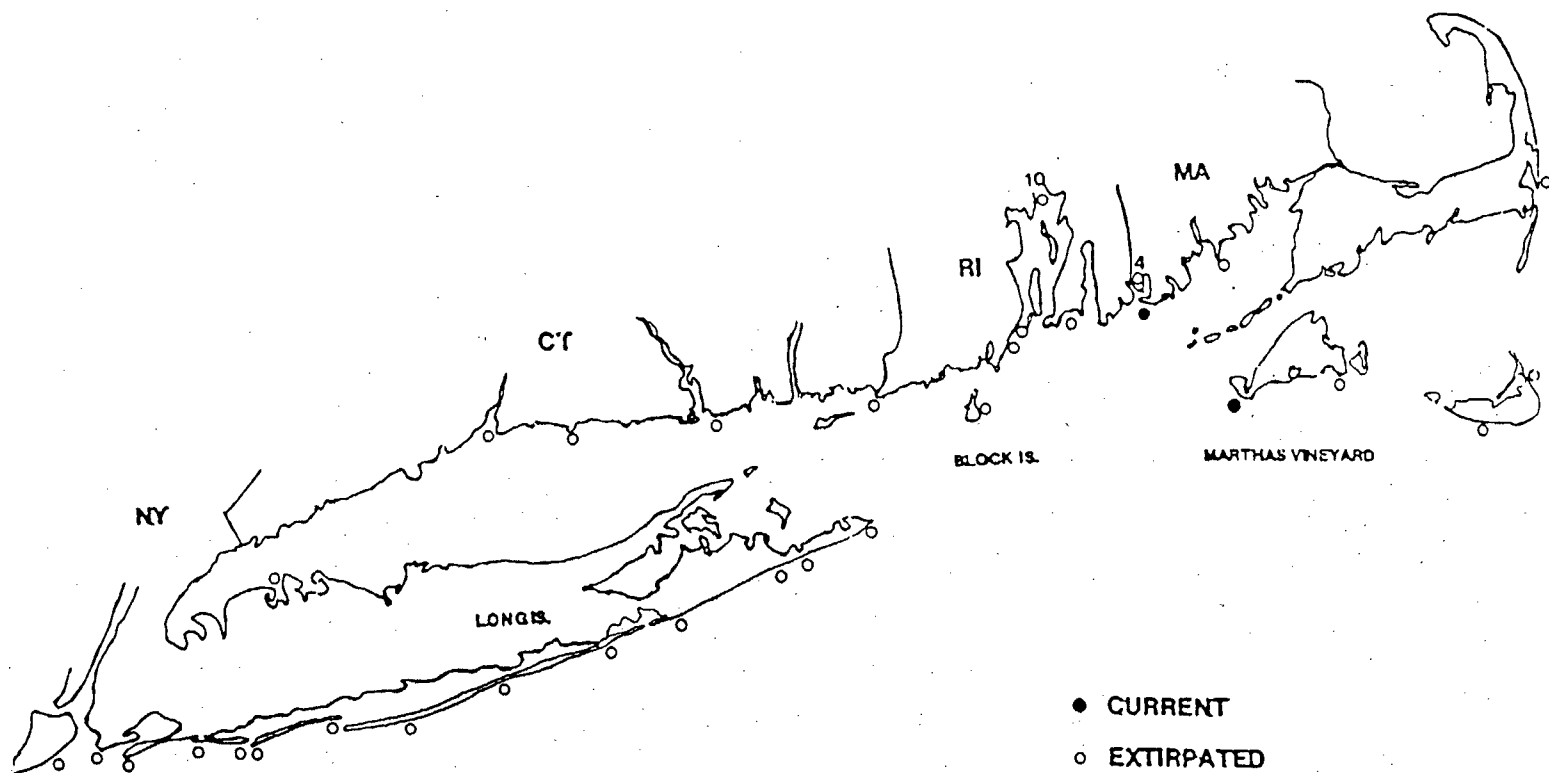 MA
10
RI
4
CT
BLOCK IS.
MARTHAS VINEYARD
NY
LONG IS.
CURRENT
EXTIRPATED